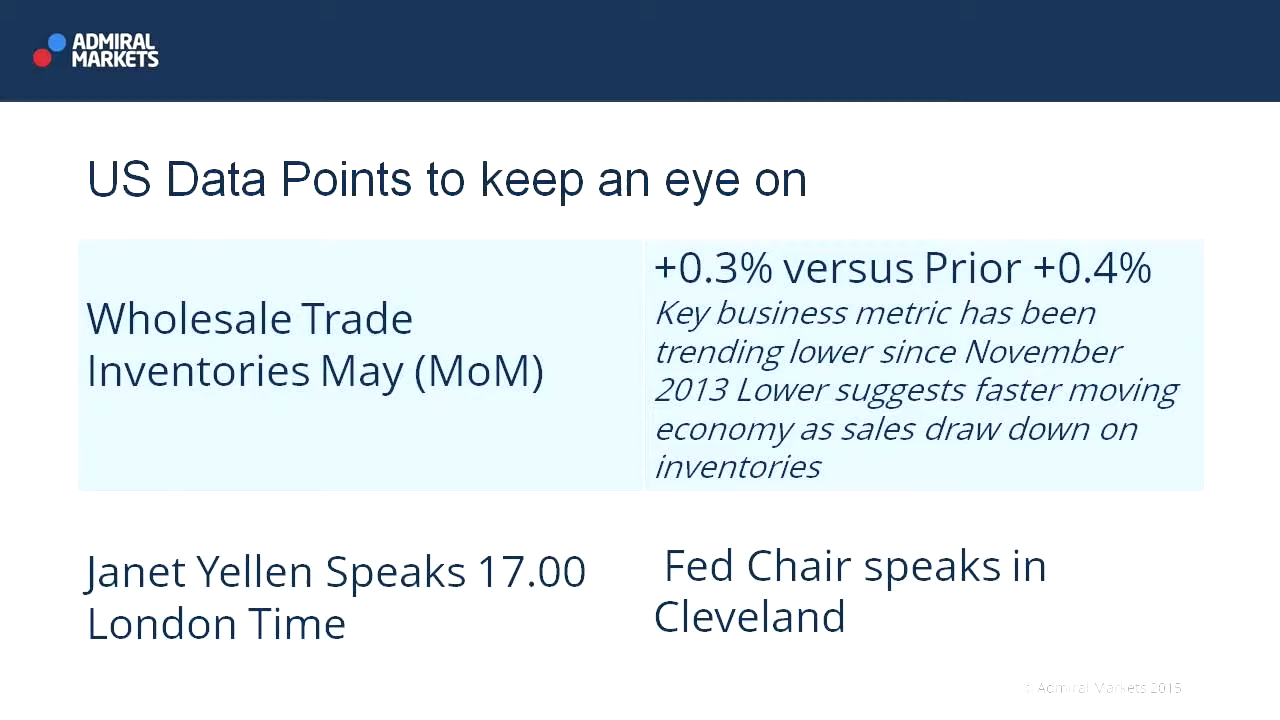 ADMIRAL
MARKETS
US Data Points to keep an eye on
Wholesale Trade
Inventories May (MoM)
+0.3% versus Prior +0.4%
Key business metric has been
trending lower since November
2013 Lower suggests faster moving
economy as sales draw down on
inventories
Janet Yellen Speaks 17.00
London Time
Fed Chair speaks in
Cleveland
© Admiral Markets 2015